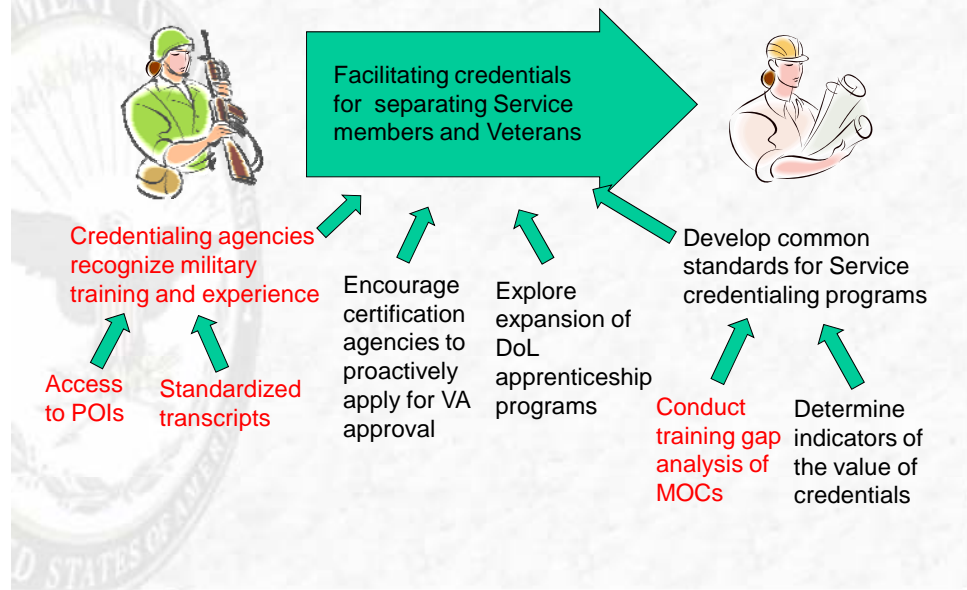 Facilitating credentials
for separating Service
members and Veterans
Credentialing agencies
recognize military
training and experience
Access
to POIs
Standardized
transcripts
Encourage
certification
agencies to
proactively
apply for VA
approval
Explore
expansion of
DoL
apprenticeship
programs
Develop common
standards for Service
credentialing programs
Conduct
training gap
analysis of
MOCs
Determine
indicators of
the value of
credentials